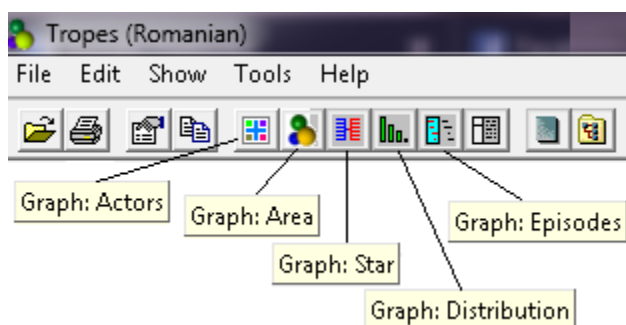 Tropes (Romanian)
File Edit Show Tools Help
Graph: Actors
Graph: Area
Graph: Episodes
Graph: Star
Graph: Distribution